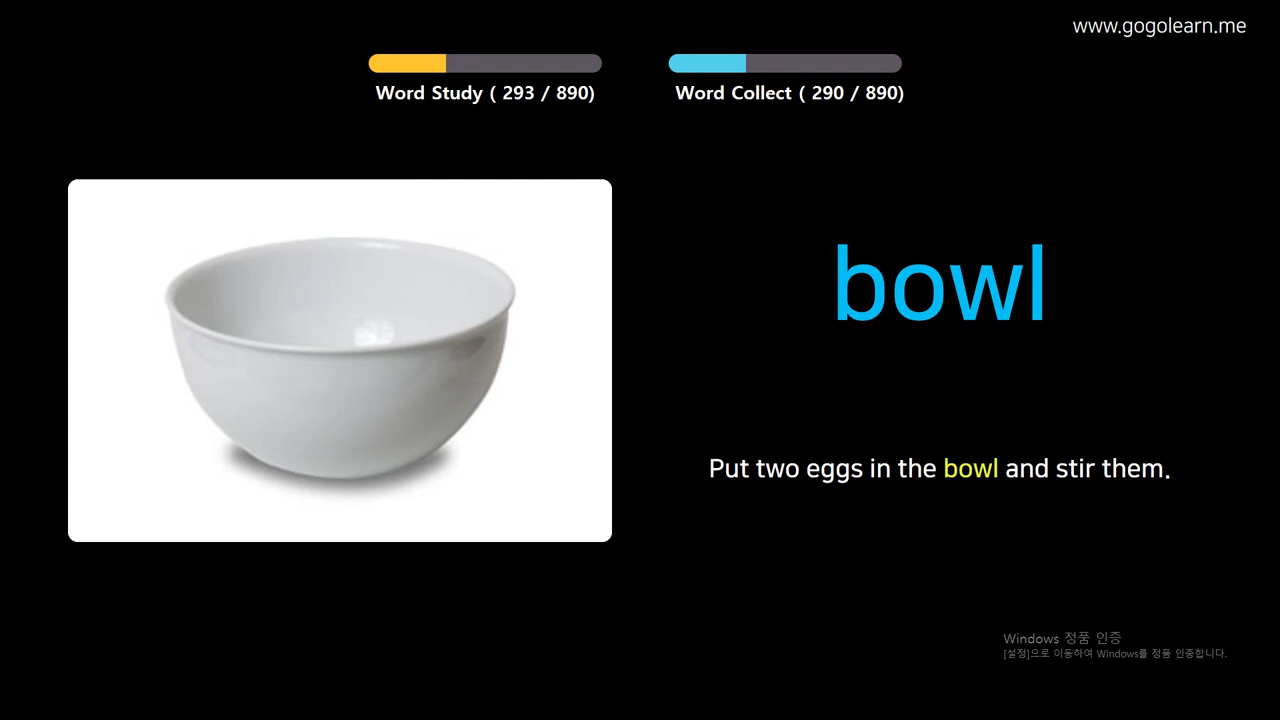 www.gogolearn.me
Word Study ( 293 / 890)
Word Collect ( 290 / 890)
bowl
Put two eggs in the bowl and stir them.
Windows 정품 인증
[설정]으로 이동하여 Windows를 정품 인증합니다.